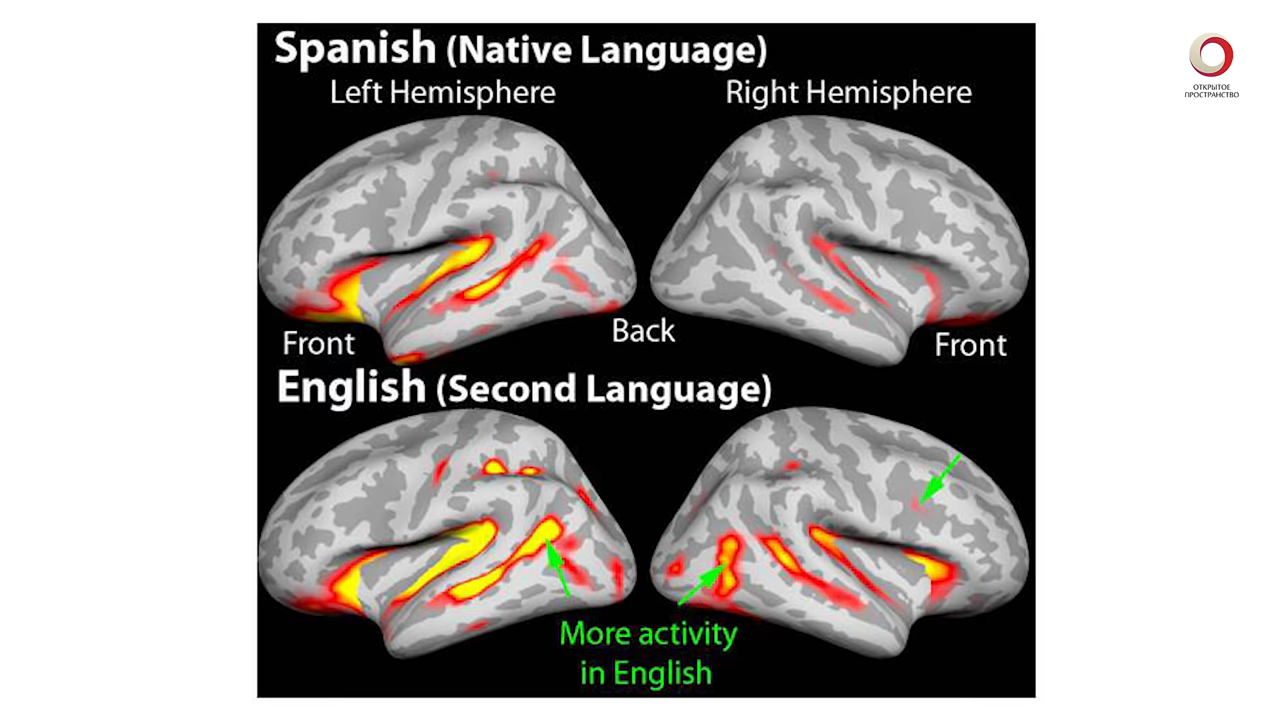 Spanish (Native Language)
Left Hemisphere
Right Hemisphere
Front
Back
Front
English (Second Language)
More activity
in English
ОТКРЫТОЕ
ПРОСТРАНСТВО